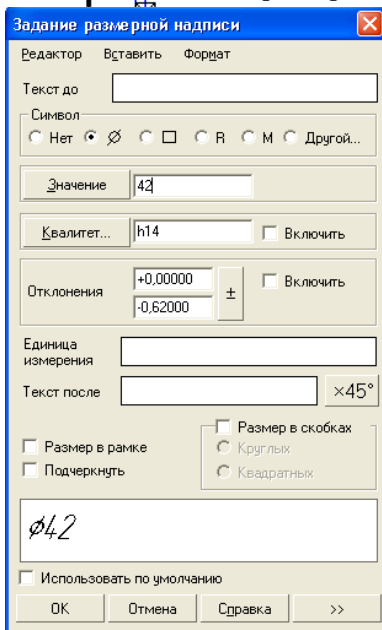 Задание размерной надписи
Редактор Вставить Формат
Текст до
Символ
Нет Ø □ R M Другой...
Значение 42
Квалитет... h14 Включить
Отклонения +0,00000 ± Включить
-0,62000
Единица
измерения
Текст после ×45°
Размер в скобках
Размер в рамке Круглых
Подчеркнуть Квадратных
Ø42
Использовать по умолчанию
OK Отмена Справка >>